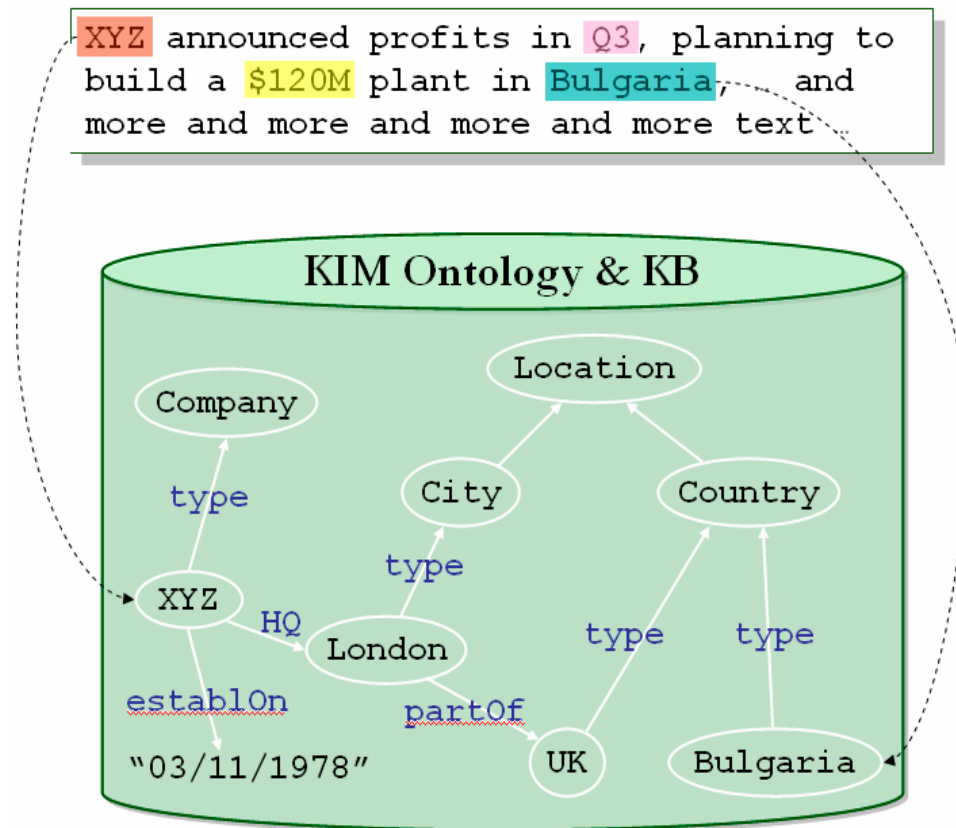 XYZ announced profits in Q3, planning to
build a $120M plant in Bulgaria, … and
more and more and more and more text …
KIM Ontology & KB
Location
Company
City
Country
type
type
XYZ
HQ
London
type
type
establOn
partOf
“03/11/1978”
UK
Bulgaria